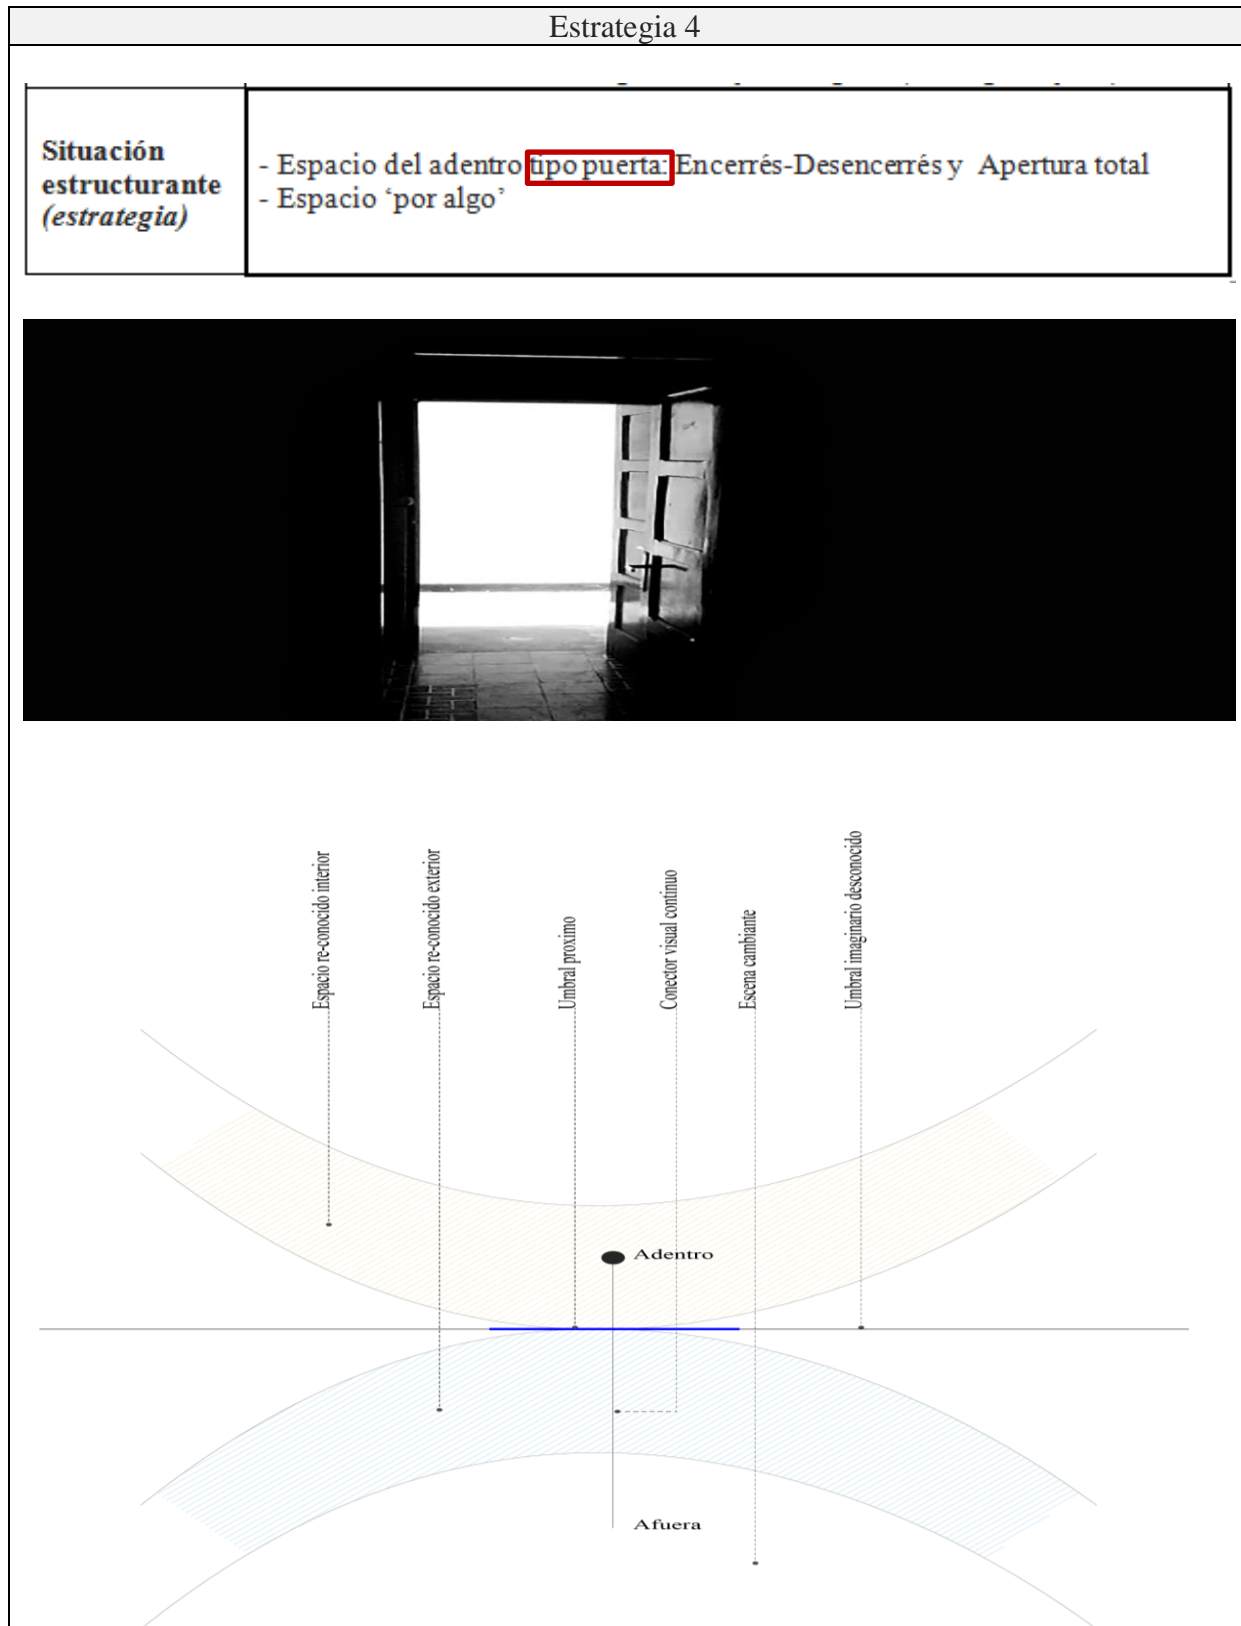 Estrategia 4
Situación
estructurante
(estrategia)
- Espacio del adentro tipo puerta: Encerrés-Desencerrés y Apertura total
- Espacio ‘por algo’
Espacio re-conocido interior
Espacio re-conocido exterior
Umbral proximo
Conector visual continuo
Escena cambiante
Umbral imaginario desconocido
Adentro
Afuera